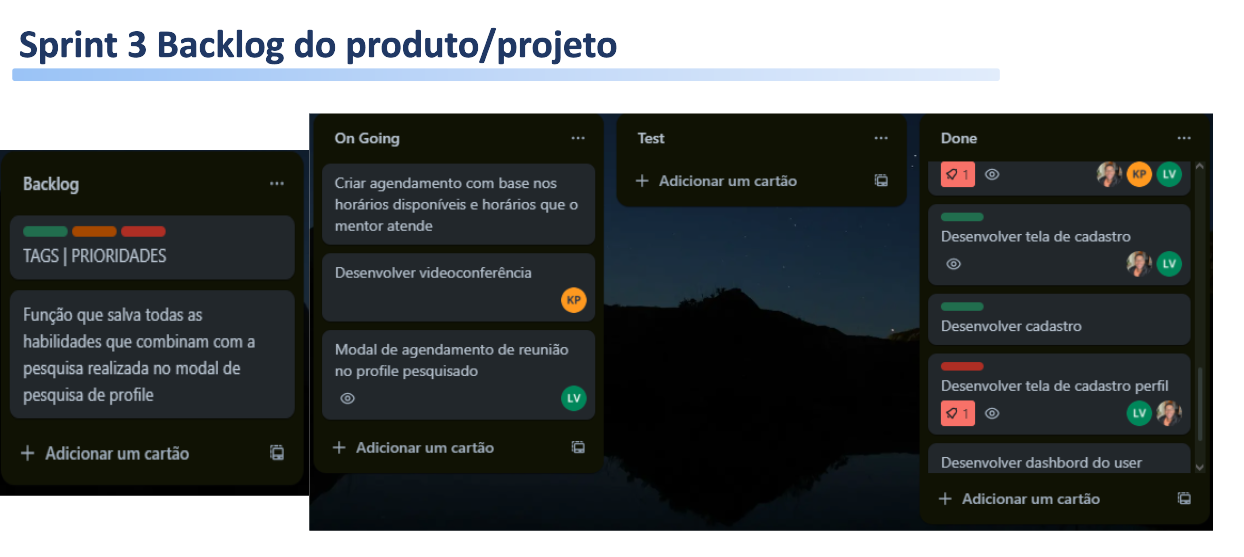 Sprint 3 Backlog do produto/projeto
Backlog
TAGS | PRIORIDADES
Função que salva todas as
habilidades que combinam com a
pesquisa realizada no modal de
pesquisa de profile
Adicionar um cartão
On Going
Criar agendamento com base nos
horários disponíveis e horários que o
mentor atende
Desenvolver videoconferência
KP
Modal de agendamento de reunião
no profile pesquisado
LV
Adicionar um cartão
Test
Adicionar um cartão
Done
1
KP
LV
Desenvolver tela de cadastro
LV
Desenvolver cadastro
Desenvolver tela de cadastro perfil
1
LV
Desenvolver dashbord do user
Adicionar um cartão